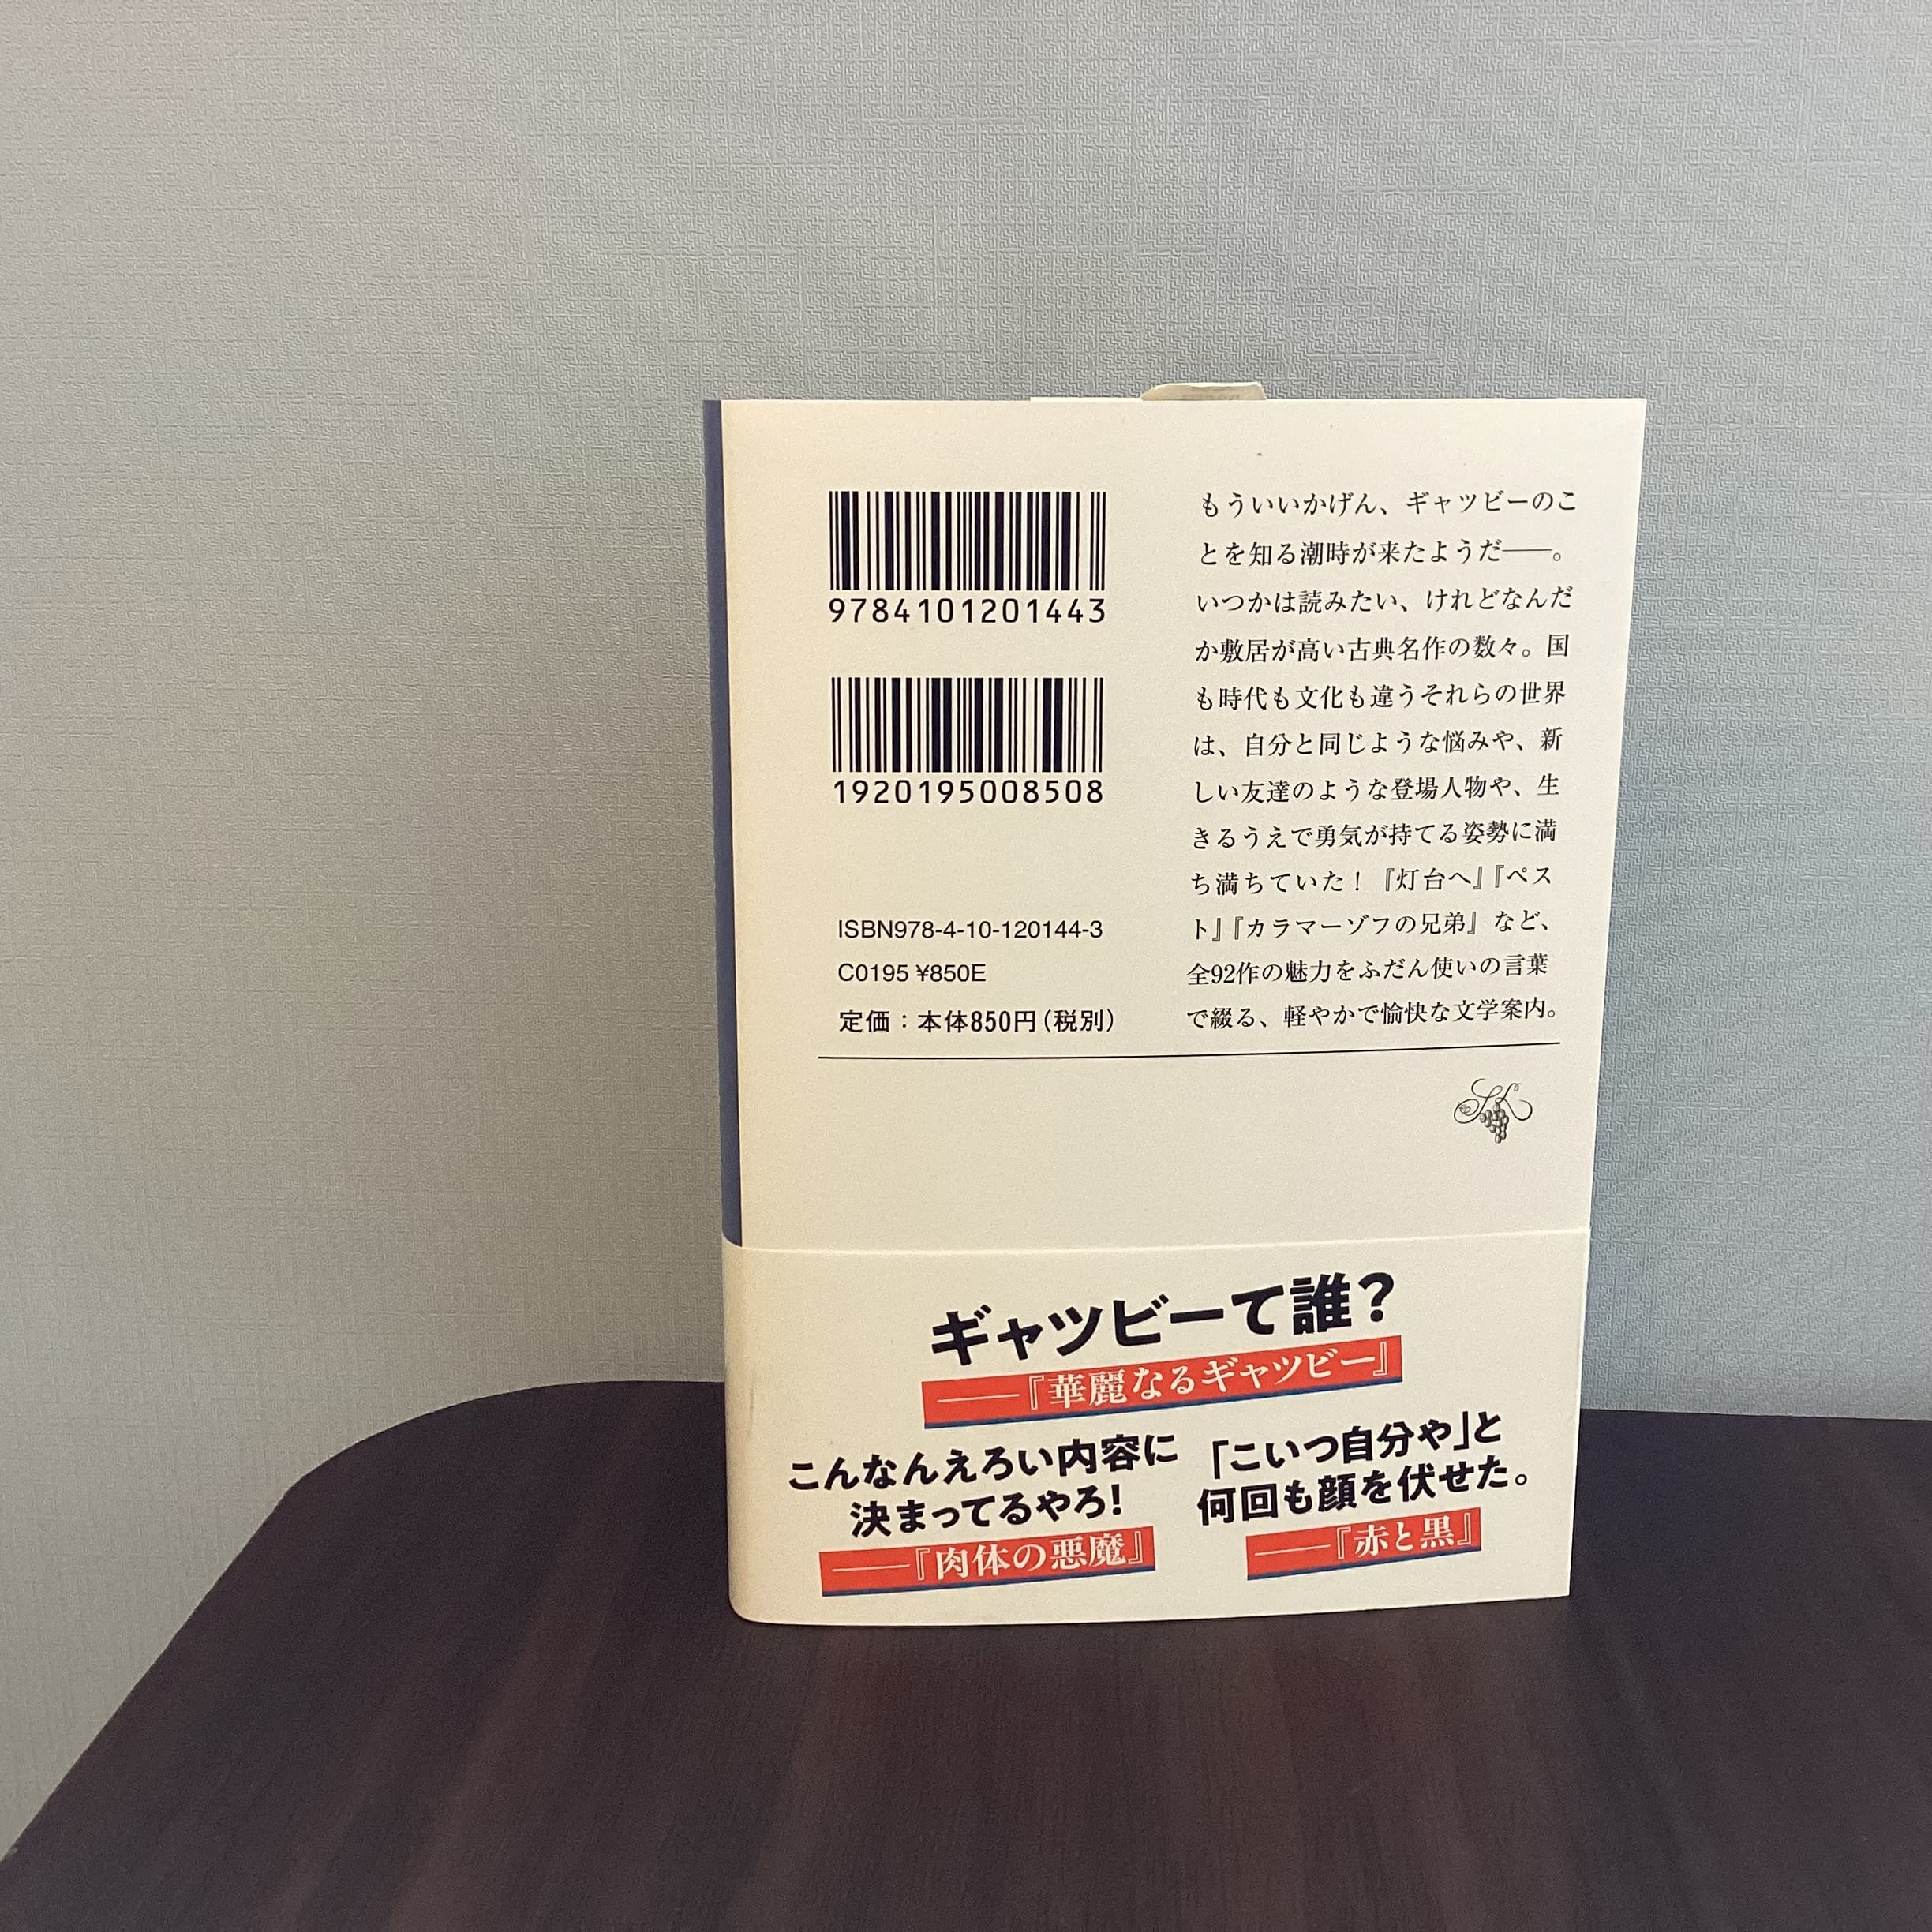 9784101201443
1920195008508
ISBN978-4-10-120144-3
C0195 ¥850E
定価：本体850円（税別）
もういいかげん、ギャツビーのこ
とを知る潮時が来たようだ――。
いつかは読みたい、けれどなんだ
か敷居が高い古典名作の数々。国
も時代も文化も違うそれらの世界
は、自分と同じような悩みや、新
しい友達のような登場人物や、生
きるうえで勇気が持てる姿勢に満
ち満ちていた！『灯台へ』『ペス
ト』『カラマーゾフの兄弟』など、
全92作の魅力をふだん使いの言葉
で綴る、軽やかで愉快な文学案内。
ギャツビーて誰？
――『華麗なるギャツビー』
こんなんえろい内容に
決まってるやろ！
――『肉体の悪魔』
「こいつ自分や」と
何回も顔を伏せた。
――『赤と黒』